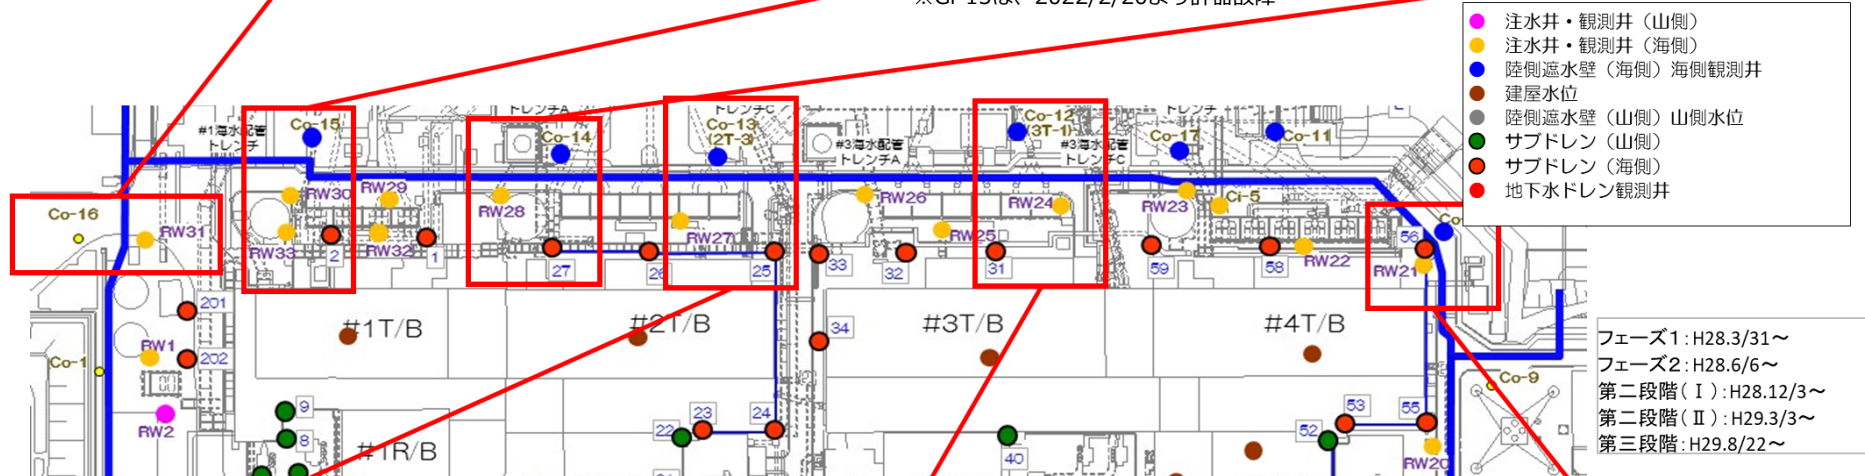 ※GI-15は、2022/2/20より計器故障
注水井・観測井（山側）
注水井・観測井（海側）
陸側遮水壁（海側）海側観測井
建屋水位
陸側遮水壁（山側）山側水位
サブドレン（山側）
サブドレン（海側）
地下水ドレン観測井
#1海水配管
トレンチ
Co-15
トレンチA
Co-14
トレンチC
Co-13
(2T-3)
#3海水配管
トレンチA
Co-12
(3T-1)
#3海水配管
トレンチC
トレンチ
Co-17
Co-11
Co-16
RW31
RW30
RW29
RW28
RW27
RW26
RW25
RW24
RW23
Ci-5
RW33
2
RW32
1
27
26
25
33
32
31
59
58
RW22
56
RW21
201
#1T/B
#2T/B
34
#3T/B
#4T/B
Co-1
RW1
202
RW2
9
8
#1R/B
22
23
24
40
52
53
55
RW20
Co-9
フェーズ1：H28.3/31～
フェーズ2：H28.6/6～
第二段階（Ⅰ）：H28.12/3～
第二段階（Ⅱ）：H29.3/3～
第三段階：H29.8/22～